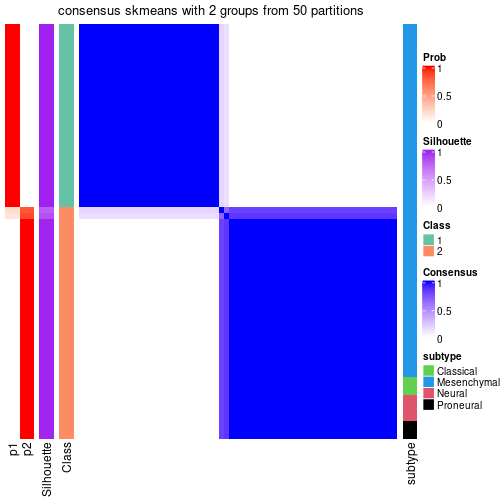 consensus skmeans with 2 groups from 50 partitions
Prob
1
0.5
0
Silhouette
1
0.5
0
Class
1
2
Consensus
1
0.5
0
subtype
Classical
Mesenchymal
Neural
Proneural
p1
p2
Silhouette
Class
subtype